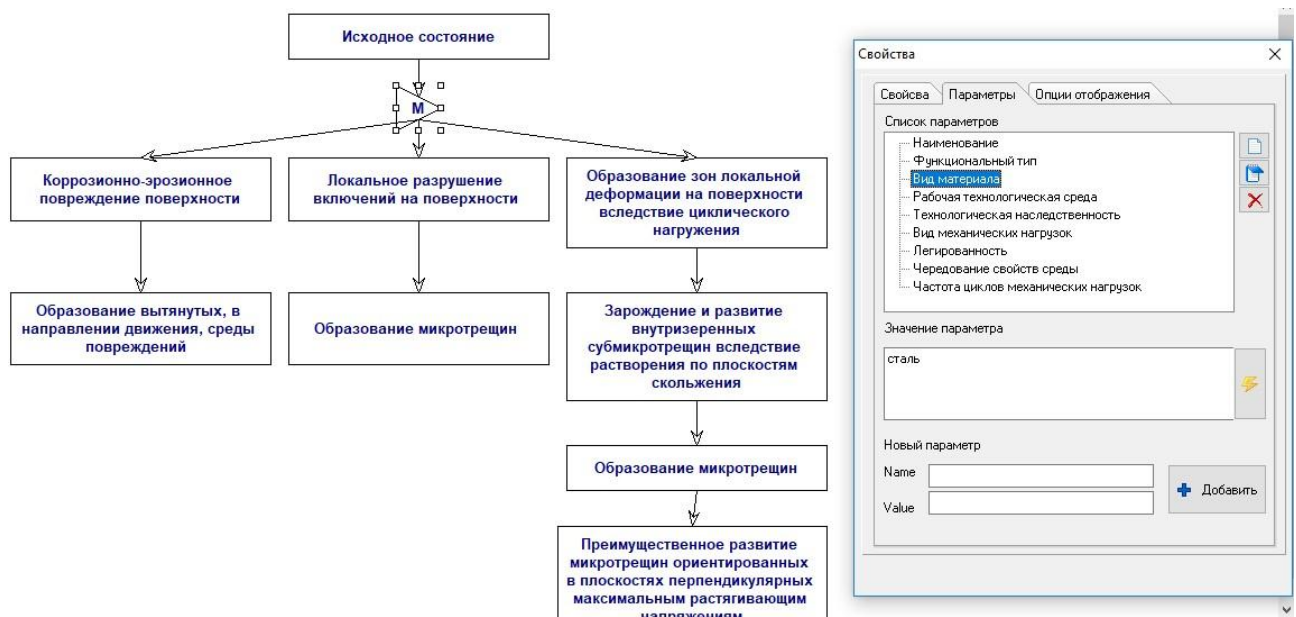 Исходное состояние
М
Коррозионно-эрозионное
повреждение поверхности
Локальное разрушение
включений на поверхности
Образование зон локальной
деформации на поверхности
вследствие циклического
нагружения
Образование вытянутых, в
направлении движения, среды
повреждений
Образование микротрещин
Зарождение и развитие
внутризеренных
субмикротрещин вследствие
растворения по плоскостям
скольжения
Образование микротрещин
Преимущественное развитие
микротрещин ориентированных
в плоскостях перпендикулярных
максимальным растягивающим
напряжениям
Свойства
Свойсва
Параметры
Опции отображения
Список параметров
Наименование
Функциональный тип
Вид материала
Рабочая технологическая среда
Технологическая наследственность
Вид механических нагрузок
Легированность
Чередование свойств среды
Частота циклов механических нагрузок
Значение параметра
сталь
Новый параметр
Name
Value
Добавить